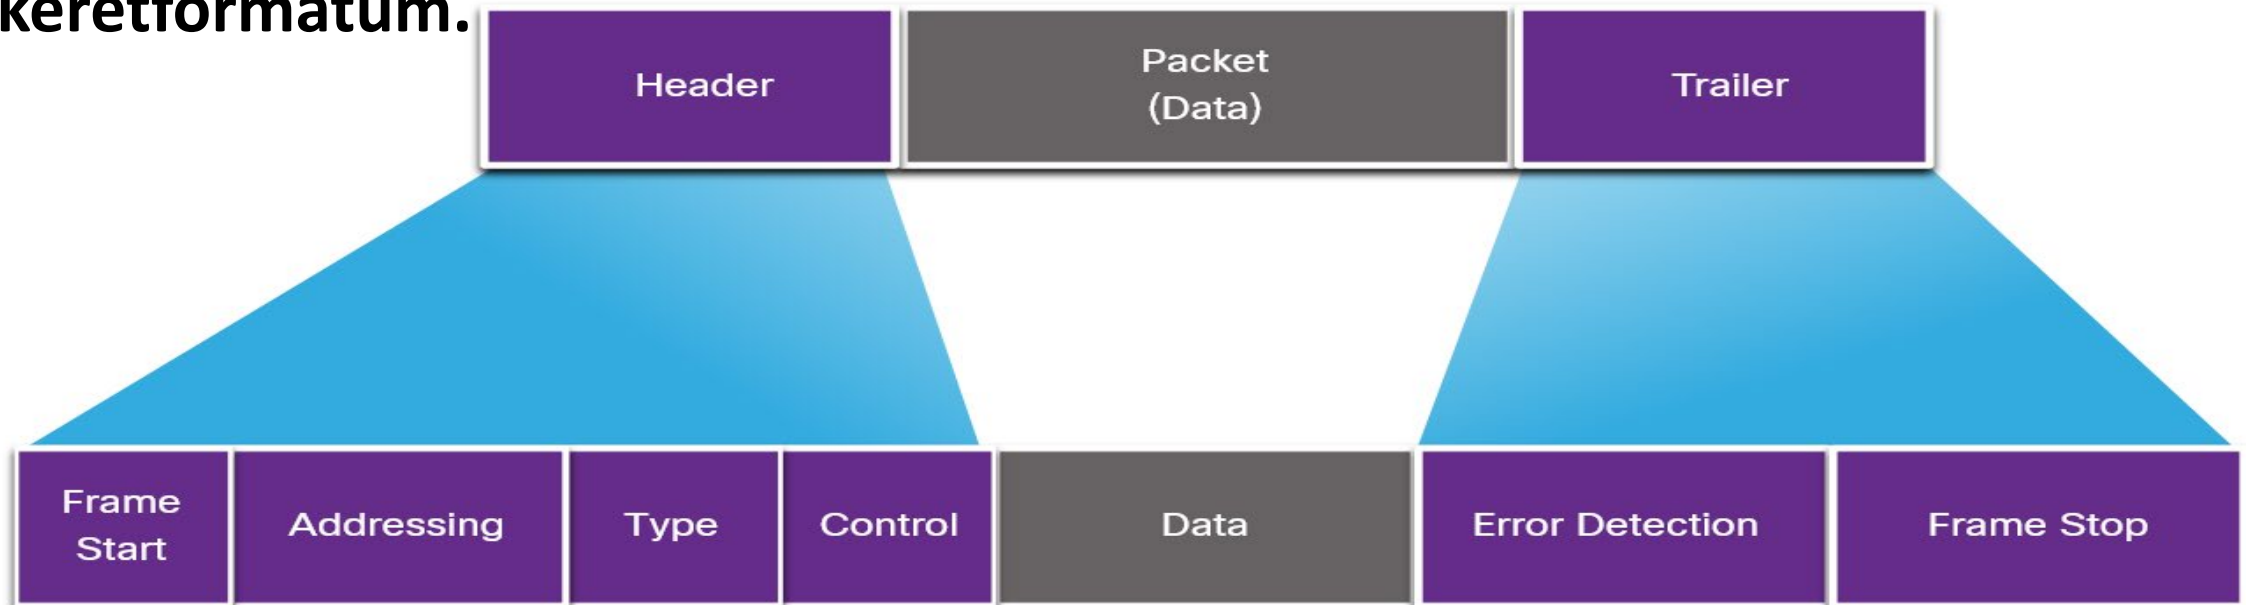 keretformátum.
Header
Packet
(Data)
Trailer
Frame
Start
Addressing
Type
Control
Data
Error Detection
Frame Stop